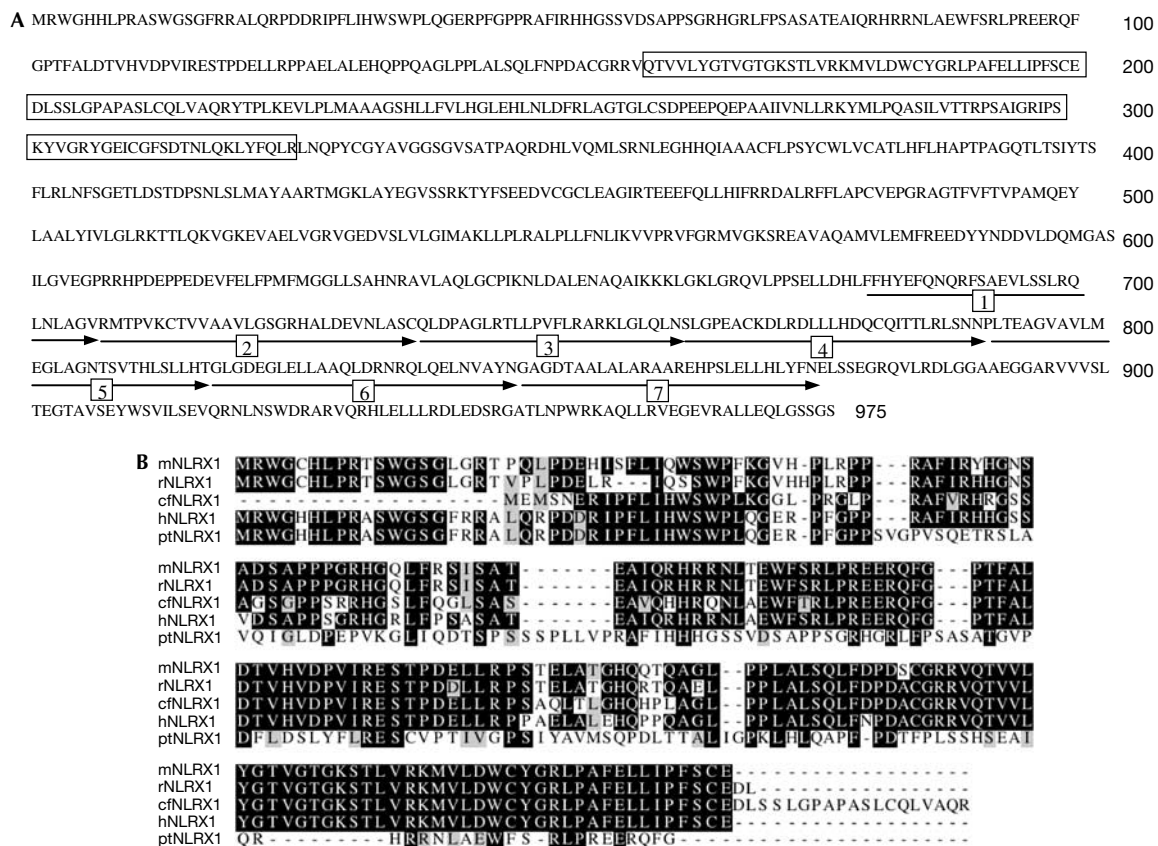 A MRWGHHLPRASWGSGFRRALQRPDDRIPFLIHWSWPLQGERPFGPPRAFIRHHGSSVDSAPPSGRHGRLFPSASATEAIQRHRRNLAEWFSRLPREERQF 100
GPTFALDTVHVDPVIRESTPDELLRPPAELALEHQPPQAGLPPLALSQLFNPDACGRRVQTVVLYGTVGTGKSTLVRKMVLDWCYGRLPAFELLIPFSCE 200
DLSSLGPAPASLCQLVAQRYTPLKEVLPLMAAAGSHLLFVLHGLEHLNLDFRLAGTGLCSDPEEPQEPAAIIVNLLRKYMLPQASILVTTRPSAIGRIPS 300
KYVGRYGEICGFSDTNLQKLYFQLRLNQPYCGYAVGGSGVSATPAQRDHLVQMLSRNLEGHHQIAAACFLPSYCWLVCATLHFLHAPTPAGQTLTSIYTS 400
FLRLNFSGETLDSTDPSNLSLMAYAARTMGKLAYEGVSSRKTYFSEEDVCGCLEAGIRTEEEFQLLHIFRRDALRFFLAPCVEPGRAGTFVFTVPAMQEY 500
LAALYIVLGLRKTTLQKVGKEVAELVGRVGEDVSLVLGIMAKLLPLRALPLLFNLIKVVPRVFGRMVGKSREAVAQAMVLEMFREEDYYNDDVLDQMGAS 600
ILGVEGPRRHPDEPPEDEVFELFPMFMGGLLSAHNRAVLAQLGCPIKNLDALENAQAIKKKLGKLGRQVLPPSELLDHLFFHYEFQNQRFSAEVLSSLRQ 700
1
LNLAGVRMTPVKCTVVAAVLGSGRHALDEVNLASCQLDPAGLRTLLPVFLRARKLGLQLNSLGPEACKDLRDLLLHDQCQITTLRLSNNPLTEAGVAVLM 800
2 3 4
EGLAGNTSVTHLSLLHTGLGDEGLELLAAQLDRNRQLQELNVAYNGAGDTAALALARAAREHPSLELLHLYFNELSSEGRQVLRDLGGAAEGGARVVVSL 900
5 6 7
TEGTAVSEYWSVILSEVQRNLNSWDRARVQRHLELLLRDLEDSRGATLNPWRKAQLLRVEGEVRALLEQLGSSGS 975
B mNLRX1 MRWGCHLPRTSWGSGLGRTPQLPDEHISFLIQWSWPFKGVH-PLRPP---RAFIRYHGNS
rNLRX1 MRWGCHLPRTSWGSGLGRTVPLPDELR---IQSSWPFKGVHHPLRPP---RAFIRHHGNS
cfNLRX1 --------------------MEMSNERIPFLIHWSWPLKGGL-PRGLP---RAFVRHRGSS
hNLRX1 MRWGHHLPRASWGSGFRRALQRPDDRIPFLIHWSWPLQGER-PFGPP---RAFIRHHGSS
ptNLRX1 MRWGHHLPRASWGSGFRRALQRPDDRIPFLIHWSWPLQGER-PFGPPSVGPVSQETRSLA
mNLRX1 ADSAPPPGRHGQLFRSISAT-------EAIQRHRRNLTEWFSRLPREERQFG---PTFAL
rNLRX1 ADSAPPPGRHGQLFRSISAT-------EAIQRHRRNLTEWFSRLPREERQFG---PTFAL
cfNLRX1 AGSGPPSRRHGSLFQGLSAS-------EAVQHHRQNLAEWFTRLPREERQFG---PTFAL
hNLRX1 VDSAPPSGRHGRLFPSASAT-------EAIQRHRRNLAEWFSRLPREERQFG---PTFAL
ptNLRX1 VQIGLDPEPVKGLIQDTSPSSSSPLLVPRAFIHHHGSSVDSAPPSGRHGRLFPSASATGVP
mNLRX1 DTVHVDPVIRESTPDELLRPSTELATGHQQTQAGL--PPLALSQLFDPDSCGRRVQTVVL
rNLRX1 DTVHVDPVIRESTPDDLLRPSTELATGHQRTQAEL--PPLALSQLFDPDACGRRVQTVVL
cfNLRX1 DTVHVDPVIRESTPDELLRPSAQLTLGHQHPLAGL--PPLALSQLFDPDACGRRVQTVVL
hNLRX1 DTVHVDPVIRESTPDELLRPPAELALEHQPPQAGL--PPLALSQLFNPDACGRRVQTVVL
ptNLRX1 DFLDSLYFLRESCVPTIVGPSIYAVMSQPDLTTALIGPKLHLQAPF-PDTFPLSSHSEAI
mNLRX1 YGTVGTGKSTLVRKMVLDWCYGRLPAFELLIPFSCE------------------
rNLRX1 YGTVGTGKSTLVRKMVLDWCYGRLPAFELLIPFSCEDL----------------
cfNLRX1 YGTVGTGKSTLVRKMVLDWCYGRLPAFELLIPFSCEDLSSLGPAPASLCQLVAQR
hNLRX1 YGTVGTGKSTLVRKMVLDWCYGRLPAFELLIPFSCE------------------
ptNLRX1 QR---------HRRNLAEWFS-RLPREERQFG----------------------